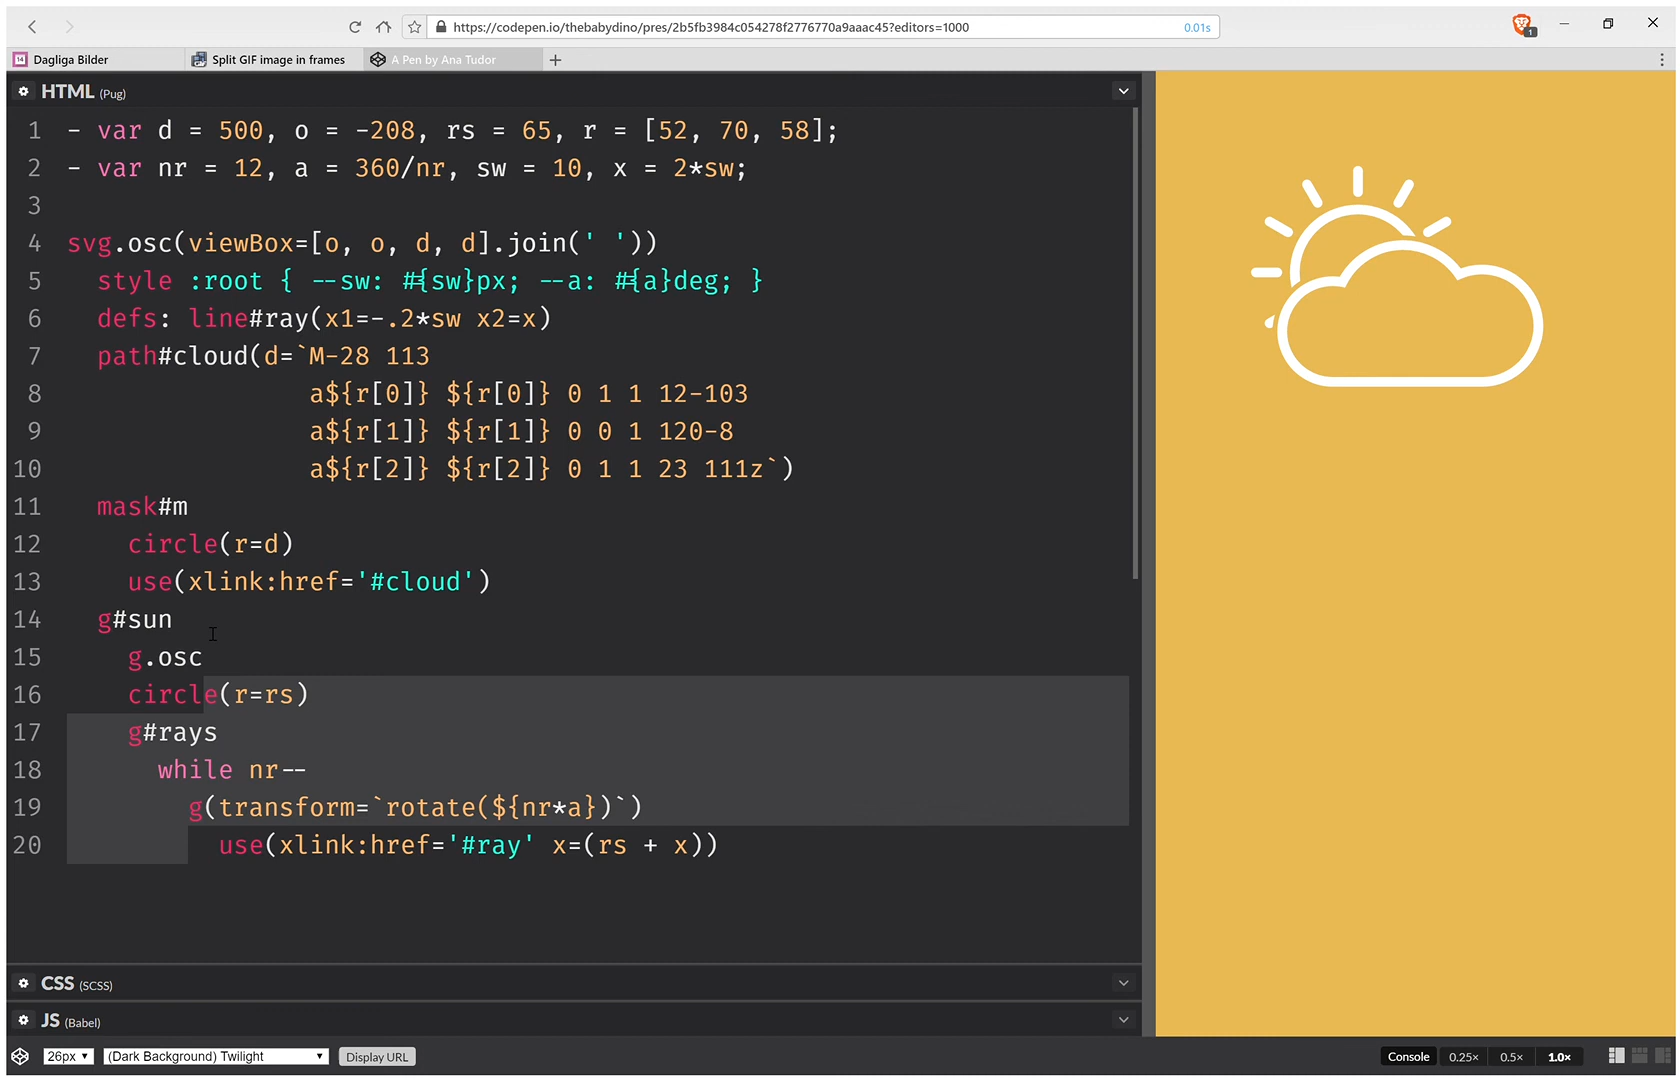 https://codepen.io/thebabydino/pres/2b5fb3984c054278f2776770a9aaac45?editors=1000
0.01s
1
14 Dagliga Bilder
Split GIF image in frames
A Pen by Ana Tudor
HTML (Pug)
1 - var d = 500, o = -208, rs = 65, r = [52, 70, 58];
2 - var nr = 12, a = 360/nr, sw = 10, x = 2*sw;
3
4 svg.osc(viewBox=[o, o, d, d].join(' '))
5 style :root { --sw: #{sw}px; --a: #{a}deg; }
6 defs: line#ray(x1=-.2*sw x2=x)
7 path#cloud(d=`M-28 113
8 a${r[0]} ${r[0]} 0 1 1 12-103
9 a${r[1]} ${r[1]} 0 0 1 120-8
10 a${r[2]} ${r[2]} 0 1 1 23 111z`)
11 mask#m
12 circle(r=d)
13 use(xlink:href='#cloud')
14 g#sun
15 g.osc
16 circle(r=rs)
17 g#rays
18 while nr--
19 g(transform=`rotate(${nr*a})`)
20 use(xlink:href='#ray' x=(rs + x))
CSS (SCSS)
JS (Babel)
26px
(Dark Background) Twilight
Display URL
Console
0.25×
0.5×
1.0×